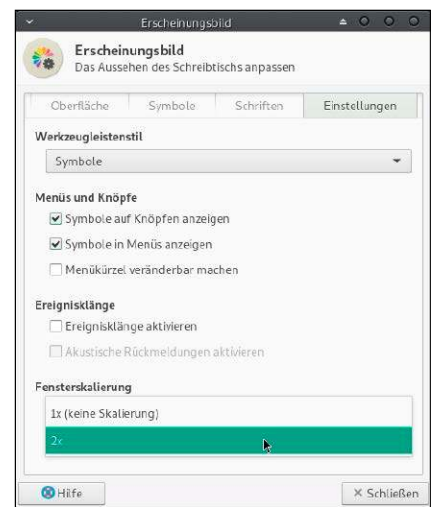 Erscheinungsbild
Erscheinungsbild
Das Aussehen des Schreibtischs anpassen
Oberfläche Symbole Schriften Einstellungen
Werkzeugleistenstil
Symbole
Menüs und Knöpfe
Symbole auf Knöpfen anzeigen
Symbole in Menüs anzeigen
Menükürzel veränderbar machen
Ereignisklänge
Ereignisklänge aktivieren
Akustische Rückmeldungen aktivieren
Fensterskalierung
1x (keine Skalierung)
2x
Hilfe × Schließen